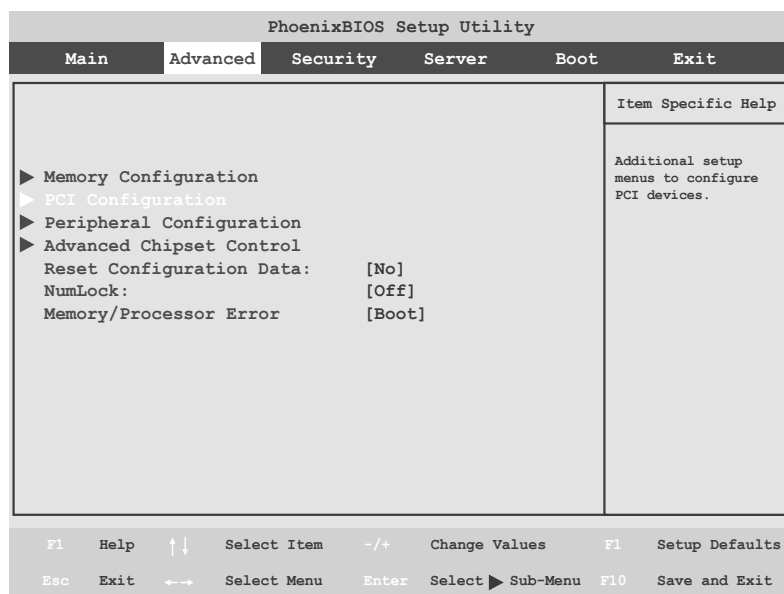 PhoenixBIOS Setup Utility
Main Advanced Security Server Boot Exit
Item Specific Help
Additional setup
menus to configure
PCI devices.
Memory Configuration
PCI Configuration
Peripheral Configuration
Advanced Chipset Control
Reset Configuration Data: [No]
NumLock: [Off]
Memory/Processor Error [Boot]
F1 Help ↑↓ Select Item -/+ Change Values F1 Setup Defaults
Esc Exit ←→ Select Menu Enter Select ▶ Sub-Menu F10 Save and Exit